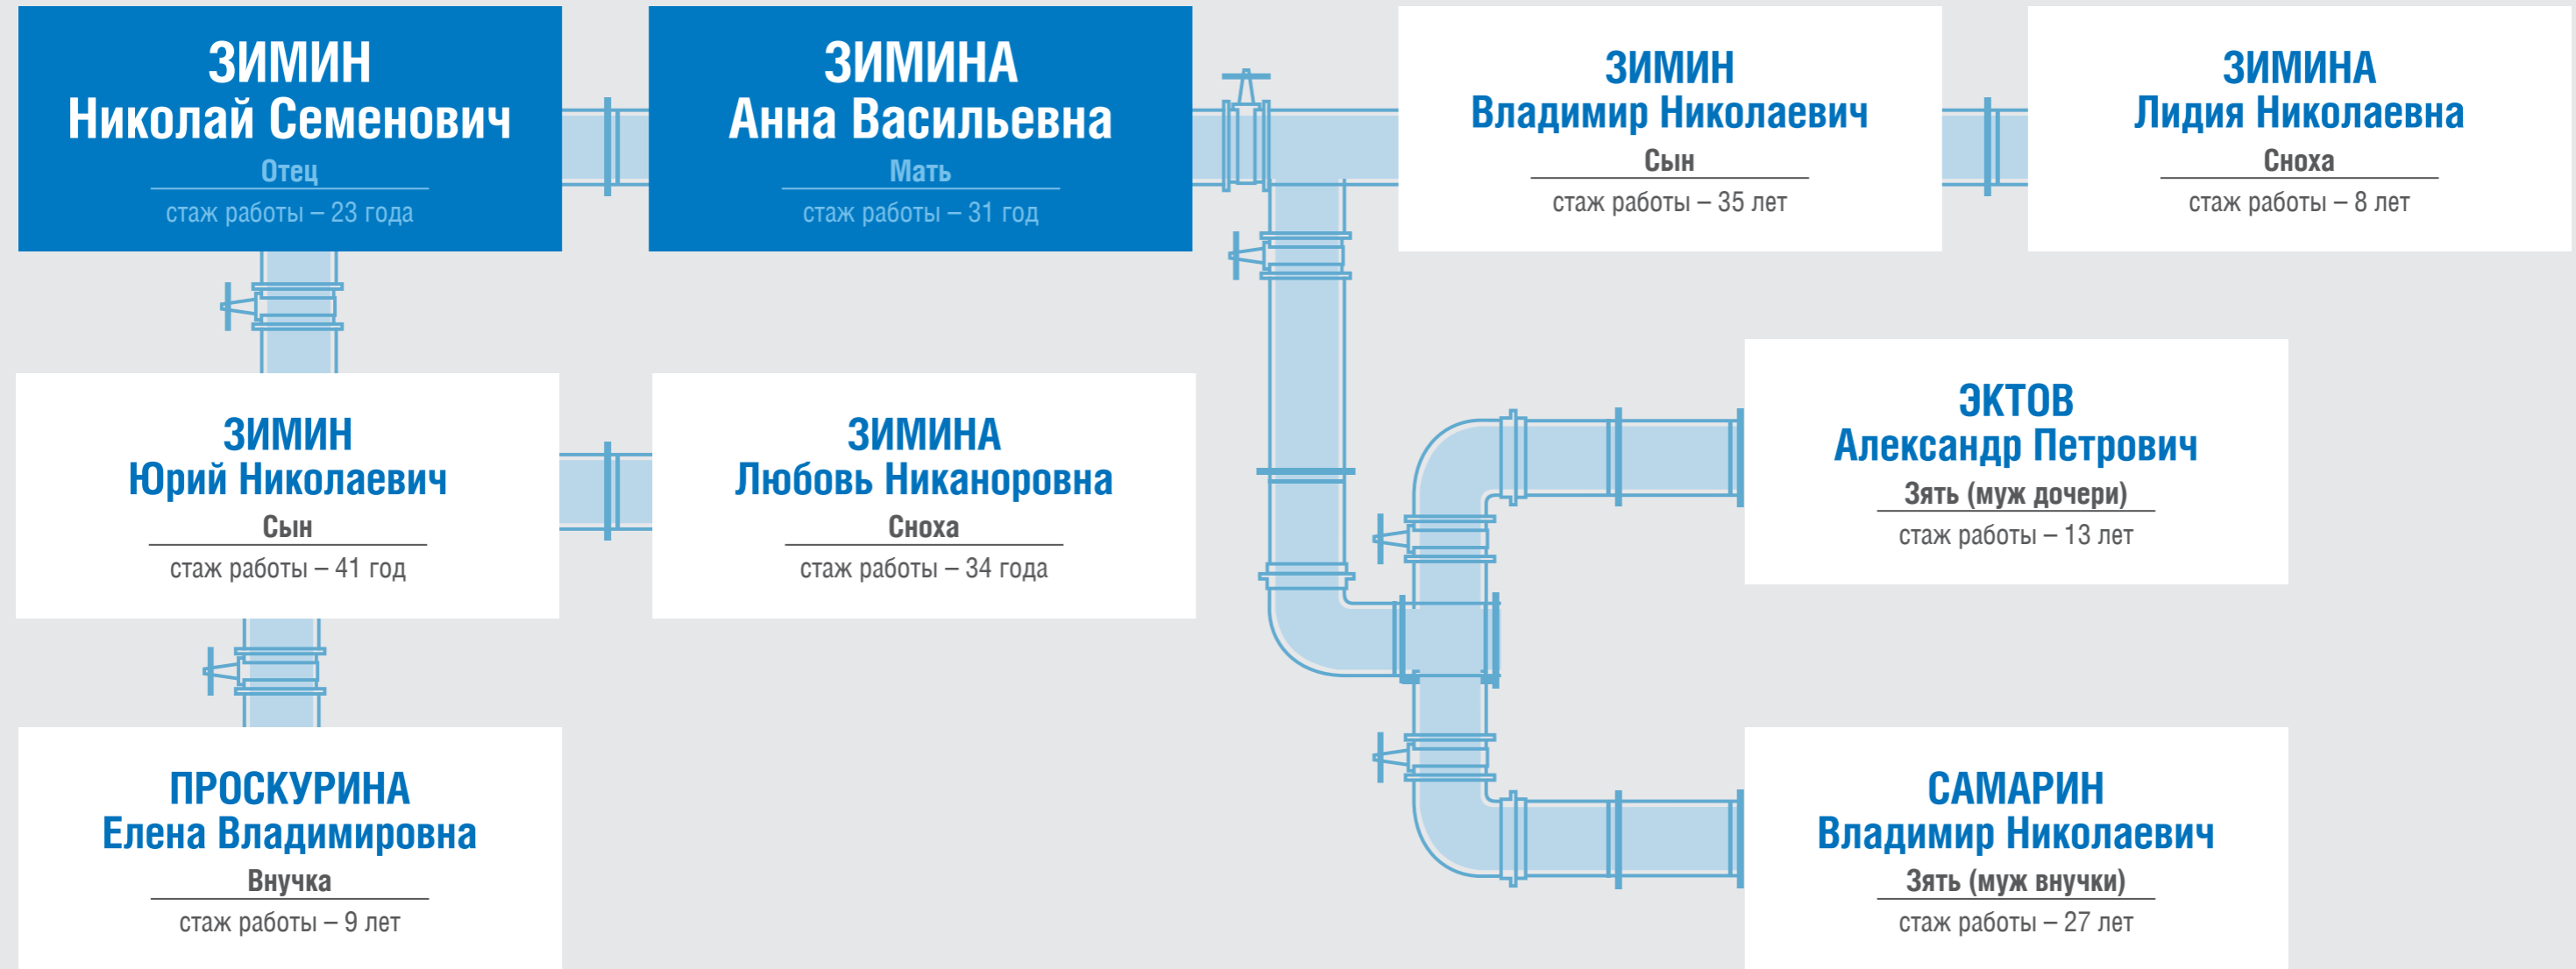 ЗИМИН
Николай Семенович
Отец
стаж работы – 23 года
ЗИМИНА
Анна Васильевна
Мать
стаж работы – 31 год
ЗИМИН
Владимир Николаевич
Сын
стаж работы – 35 лет
ЗИМИНА
Лидия Николаевна
Сноха
стаж работы – 8 лет
ЗИМИН
Юрий Николаевич
Сын
стаж работы – 41 год
ЗИМИНА
Любовь Никаноровна
Сноха
стаж работы – 34 года
ЭКТОВ
Александр Петрович
Зять (муж дочери)
стаж работы – 13 лет
ПРОСКУРИНА
Елена Владимировна
Внучка
стаж работы – 9 лет
САМАРИН
Владимир Николаевич
Зять (муж внучки)
стаж работы – 27 лет